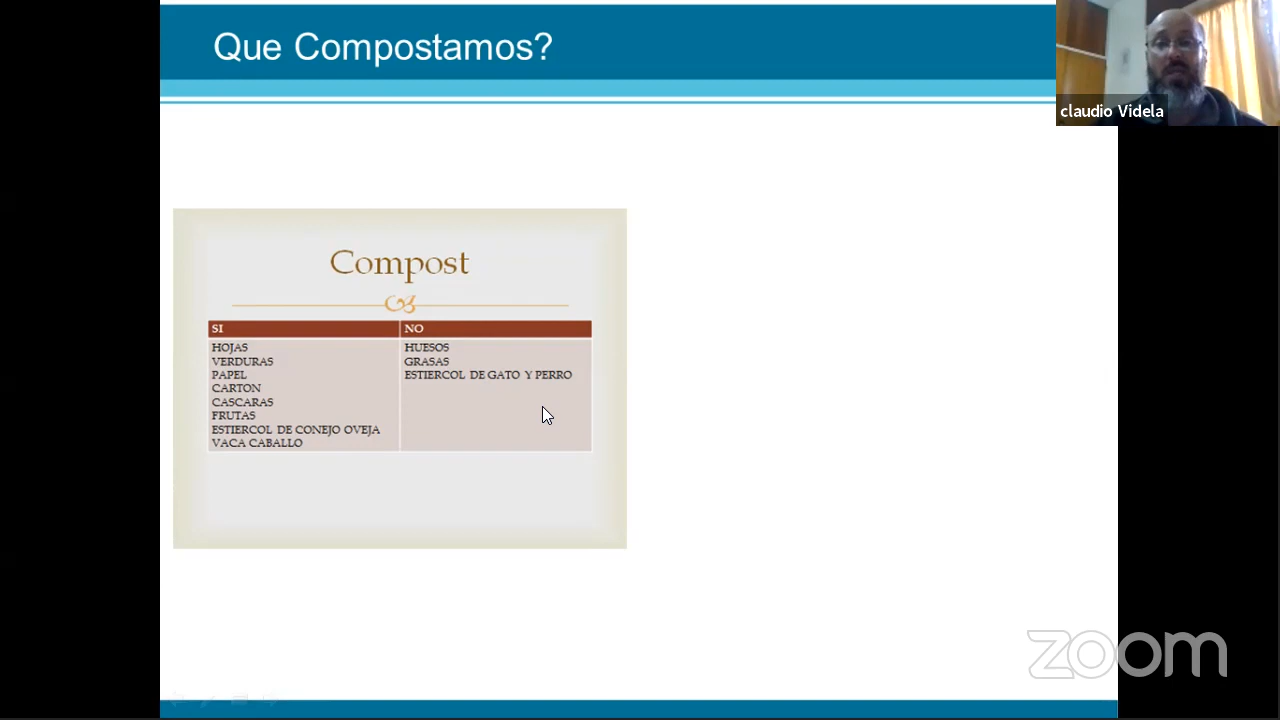 Que Compostamos?
claudio Videla
Compost
SI
NO
HOJAS
VERDURAS
PAPEL
CARTON
CASCARAS
FRUTAS
ESTIERCOL DE CONEJO OVEJA
VACA CABALLO
HUESOS
GRASAS
ESTIERCOL DE GATO Y PERRO
zoom